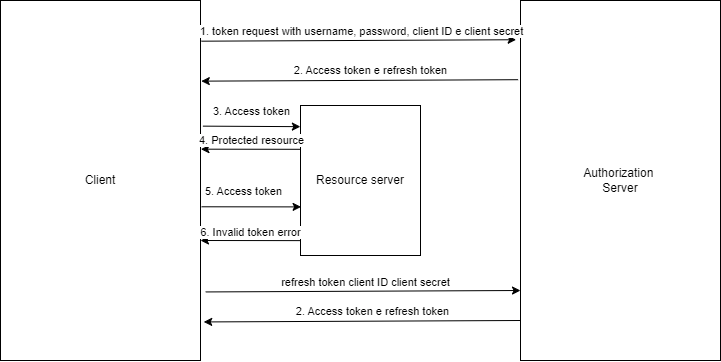 1. token request with username, password, client ID e client secret
2. Access token e refresh token
3. Access token
4. Protected resource
Client
Resource server
Authorization
Server
5. Access token
6. Invalid token error
refresh token client ID client secret
2. Access token e refresh token